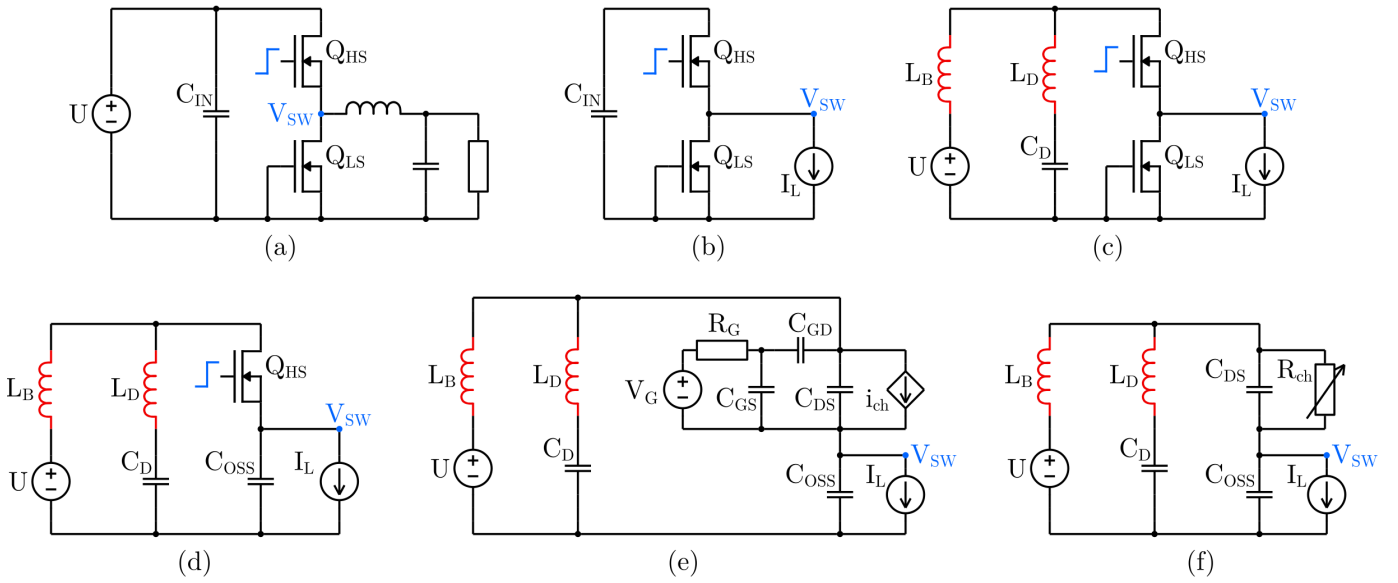 U
C_IN
Q_HS
V_SW
Q_LS
(a)
C_IN
Q_HS
V_SW
Q_LS
I_L
(b)
L_B
L_D
Q_HS
V_SW
U
C_D
Q_LS
I_L
(c)
L_B
L_D
Q_HS
V_SW
U
C_D
C_OSS
I_L
(d)
L_B
L_D
R_G
C_GD
V_G
C_GS
C_DS
i_ch
V_SW
U
C_D
C_OSS
I_L
(e)
L_B
L_D
C_DS
R_ch
V_SW
U
C_D
C_OSS
I_L
(f)